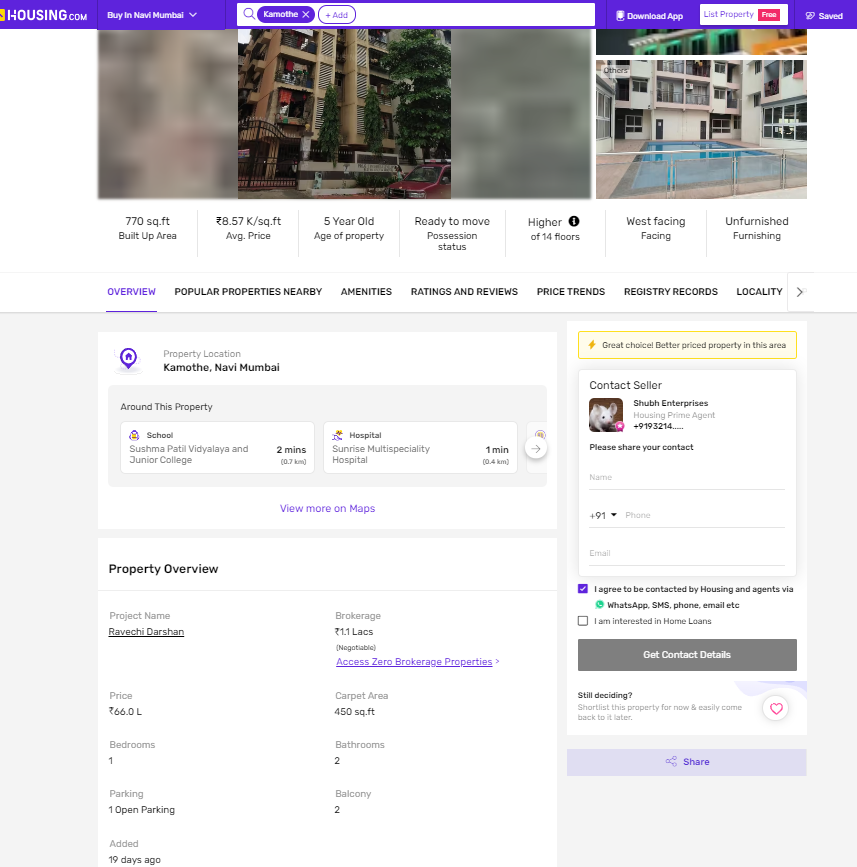 HOUSING.COM
Buy In Navi Mumbai
Kamothe
+ Add
Download App
List Property Free
Saved
Others
770 sq.ft
Built Up Area
₹8.57 K/sq.ft
Avg. Price
5 Year Old
Age of property
Ready to move
Possession
status
Higher
of 14 floors
West facing
Facing
Unfurnished
Furnishing
OVERVIEW
POPULAR PROPERTIES NEARBY
AMENITIES
RATINGS AND REVIEWS
PRICE TRENDS
REGISTRY RECORDS
LOCALITY
Property Location
Kamothe, Navi Mumbai
Around This Property
School
Sushma Patil Vidyalaya and
Junior College
2 mins
(0.7 km)
Hospital
Sunrise Multispeciality
Hospital
1 min
(0.4 km)
View more on Maps
Property Overview
Project Name
Ravechi Darshan
Brokerage
₹1.1 Lacs
(Negotiable)
Access Zero Brokerage Properties >
Price
₹66.0 L
Carpet Area
450 sq.ft
Bedrooms
1
Bathrooms
2
Parking
1 Open Parking
Balcony
2
Added
19 days ago
Great choice! Better priced property in this area
Contact Seller
Shubh Enterprises
Housing Prime Agent
+9193214.....
Please share your contact
Name
+91
Phone
Email
I agree to be contacted by Housing and agents via
WhatsApp, SMS, phone, email etc
I am interested in Home Loans
Get Contact Details
Still deciding?
Shortlist this property for now & easily come
back to it later.
Share